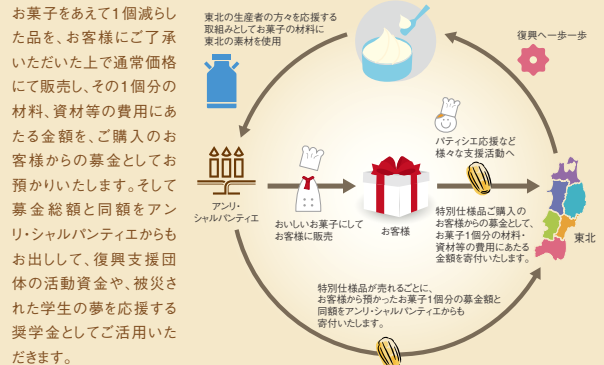 お菓子をあえて1個減らし
た品を、お客様にご了承
いただいた上で通常価格
にて販売し、その1個分の
材料、資材等の費用にあ
たる金額を、ご購入のお
客様からの募金としてお
預かりいたします。そして
募金総額と同額をアン
リ・シャルパンティエからも
お出しして、復興支援団
体の活動資金や、被災さ
れた学生の夢を応援する
奨学金としてご活用いた
だきます。
東北の生産者の方々を応援する
取組みとしてお菓子の材料に
東北の素材を使用
復興へ一歩一歩
パティシエ応援など
様々な支援活動へ
アンリ・
シャルパンティエ
おいしいお菓子にして
お客様に販売
お客様
特別仕様品ご購入の
お客様からの募金として、
お菓子1個分の材料・
資材等の費用にあたる
金額を寄付いたします。
東北
特別仕様品が売れるごとに、
お客様から預かったお菓子1個分の募金額と
同額をアンリ・シャルパンティエからも
寄付いたします。